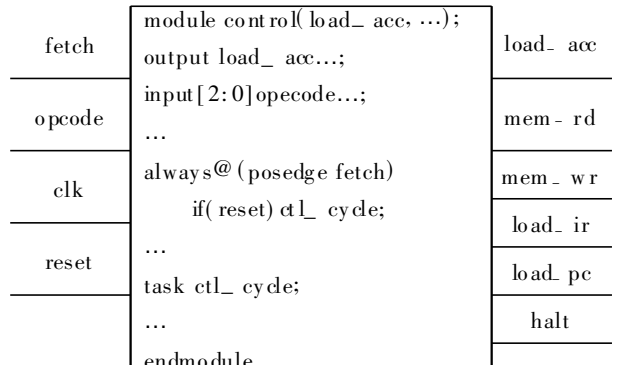 fetch
opcode
clk
reset
module control(load_ acc, …);
output load_ acc…;
input[2:0]opecode…;
…
always@(posedge fetch)
if(reset) ctl_ cycle;
…
task ctl_ cycle;
…
endmodule
load_ acc
mem_ rd
mem_ wr
load_ ir
load_ pc
halt